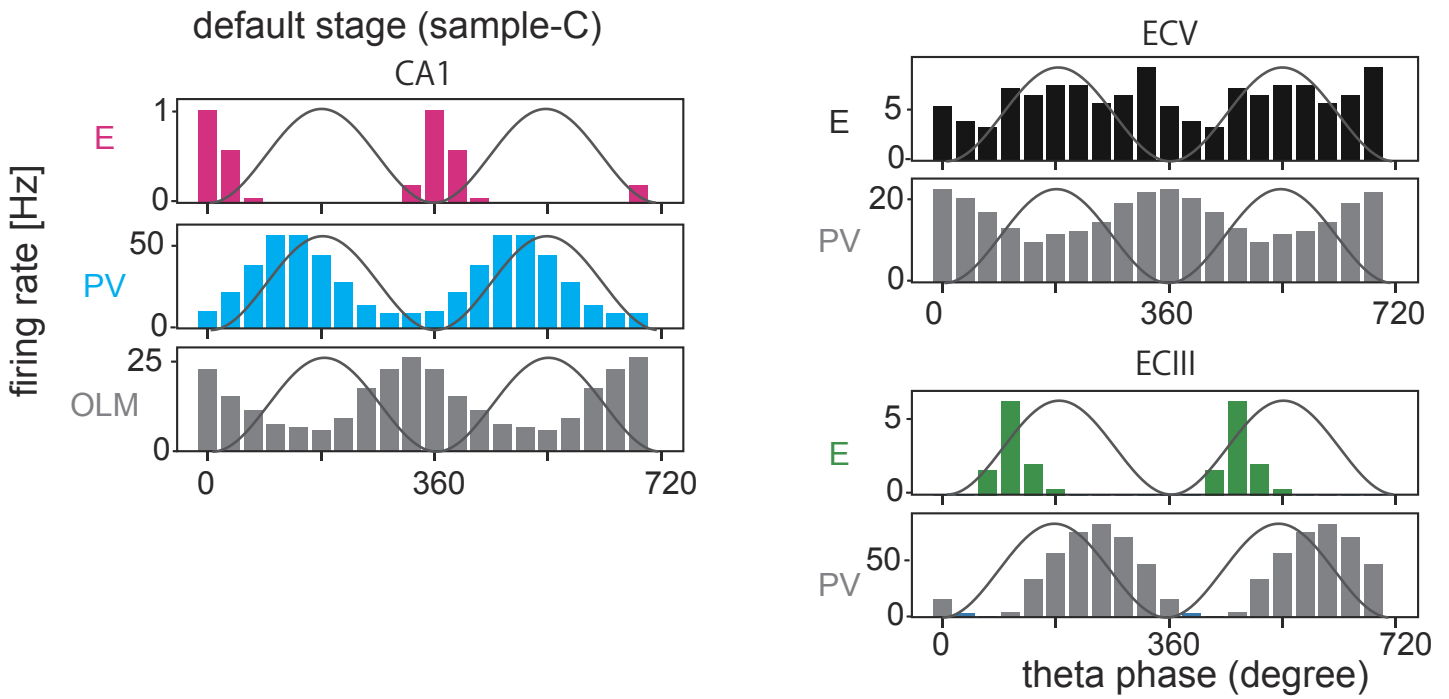 default stage (sample-C)
CA1
firing rate [Hz]
E
1
0
PV
50
0
OLM
25
0
0 360 720
ECV
E
5
0
PV
20
0
0 360 720
ECIII
E
5
0
PV
50
0
0 360 720
theta phase (degree)